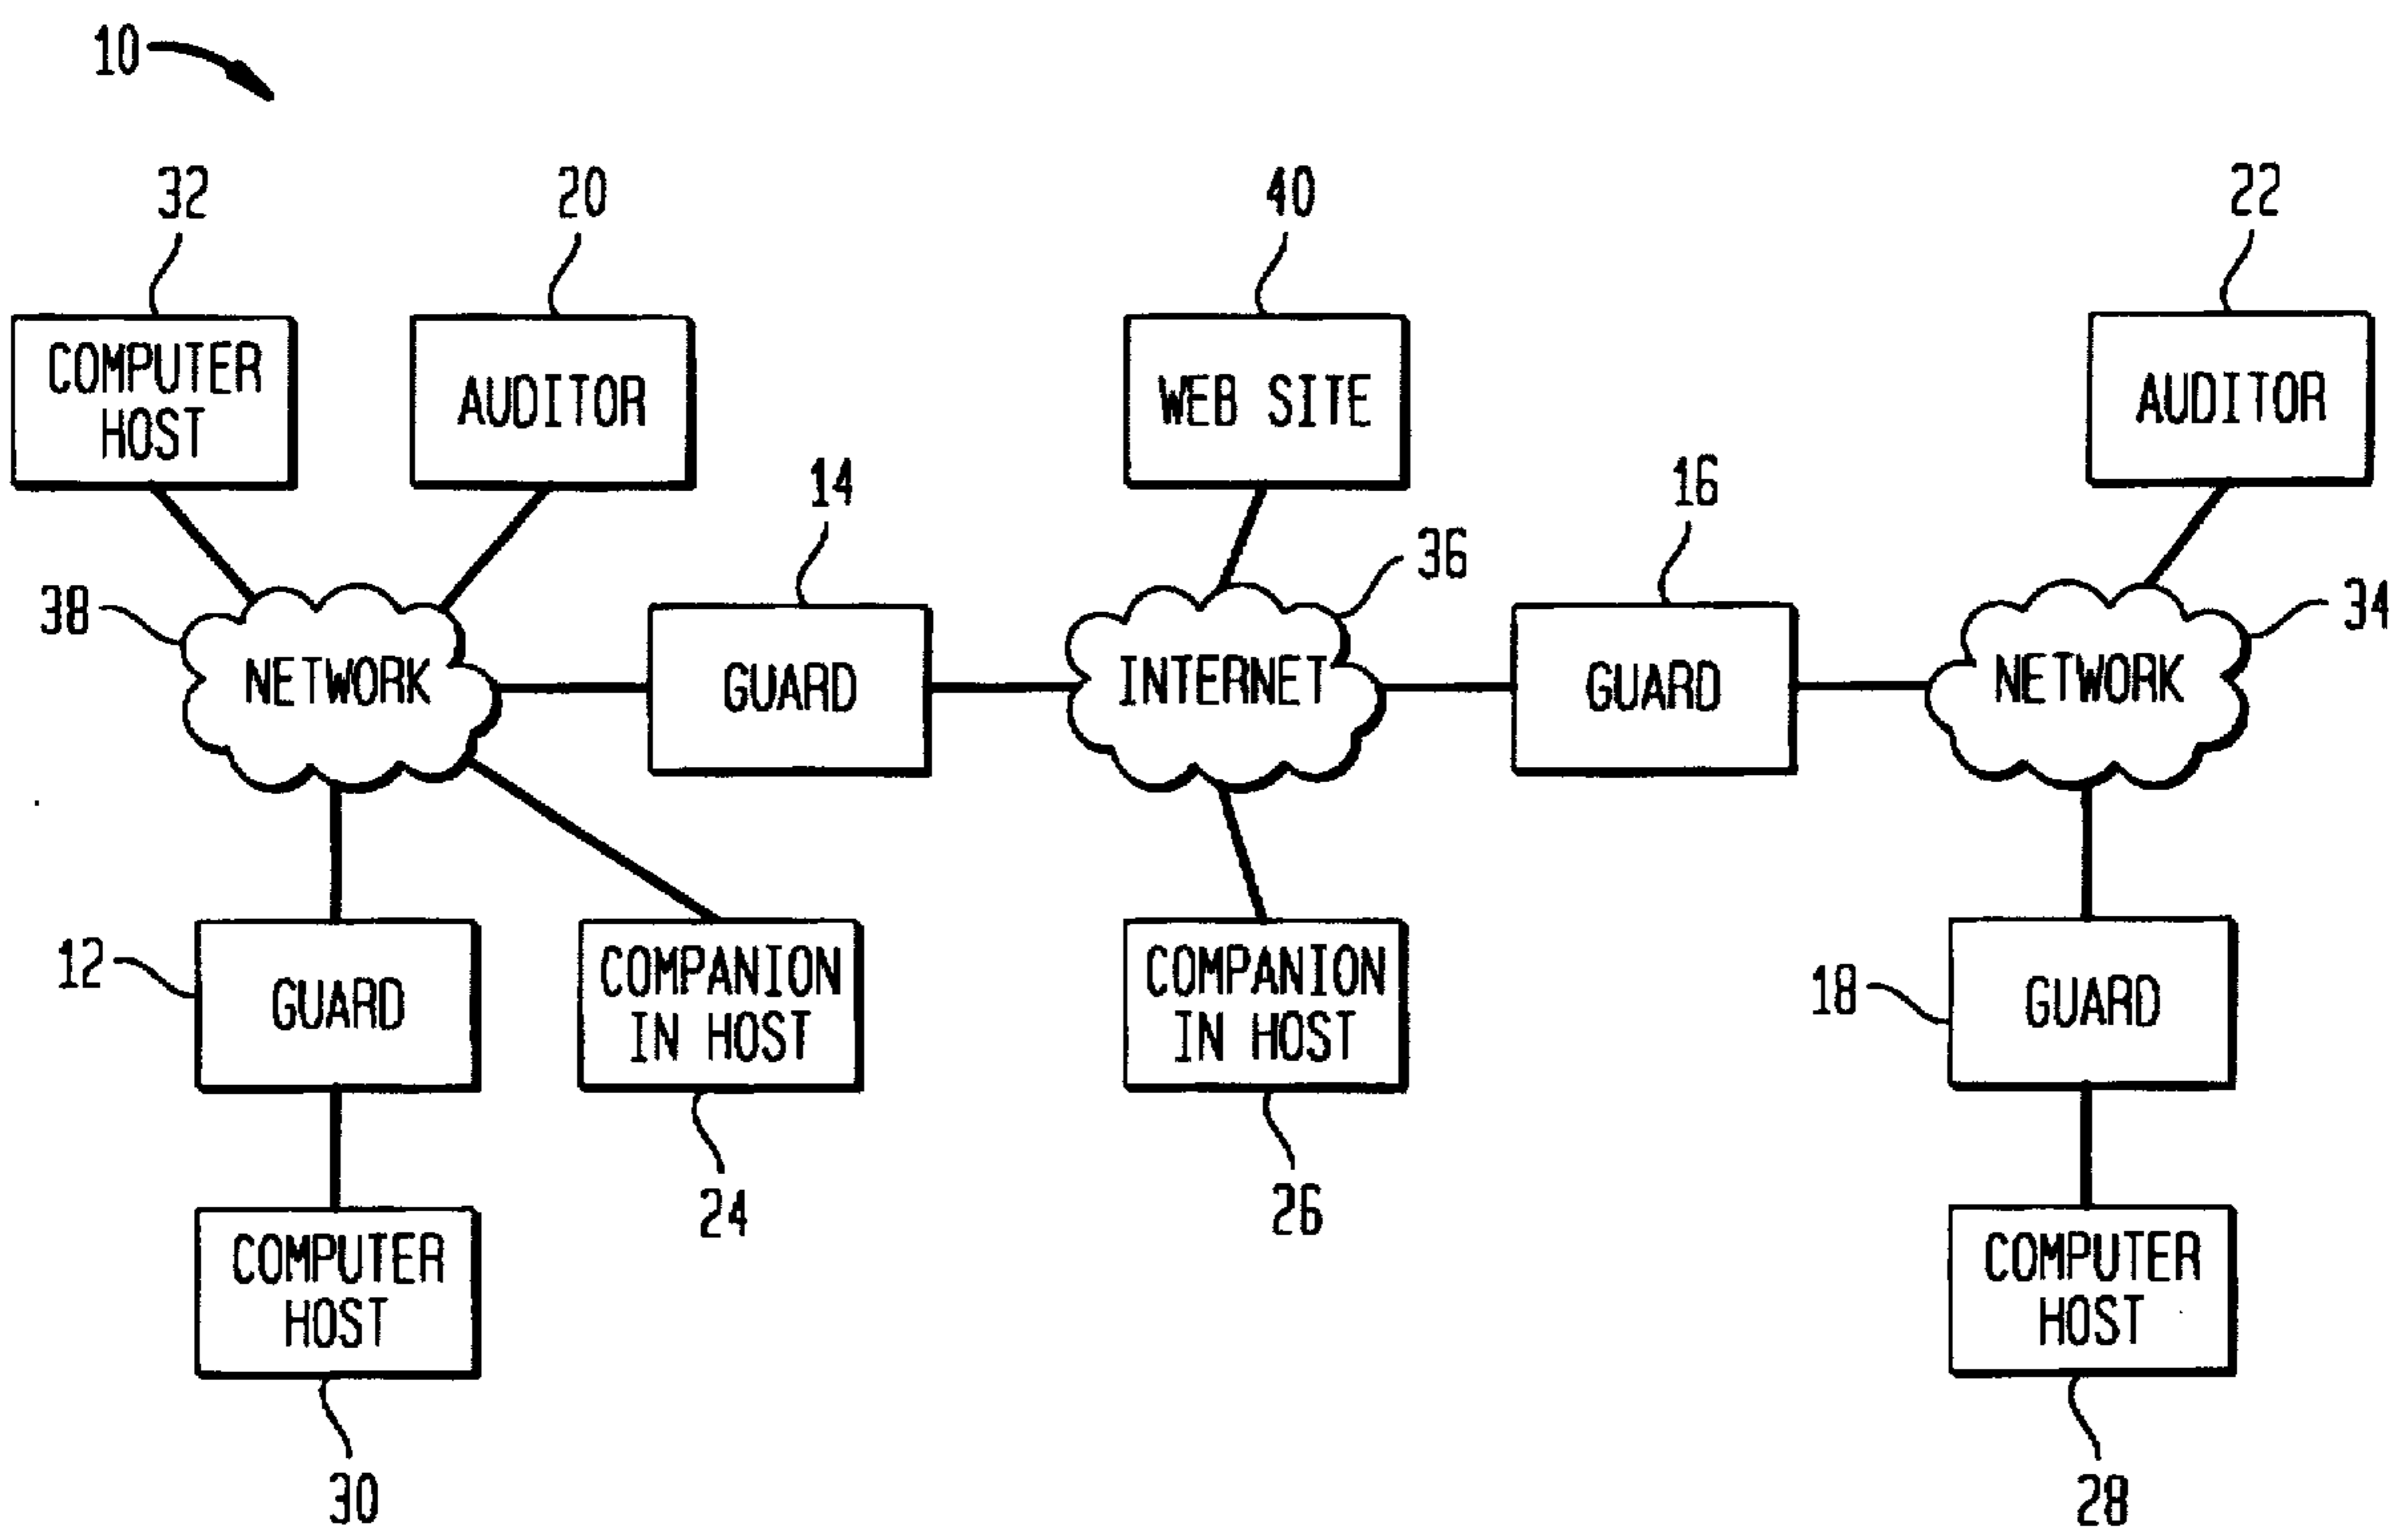 10
32
20
40
22
COMPUTER
HOST
AUDITOR
WEB SITE
AUDITOR
14
16
36
38
34
NETWORK
GUARD
INTERNET
GUARD
NETWORK
12
GUARD
COMPANION
IN HOST
COMPANION
IN HOST
18
GUARD
24
26
COMPUTER
HOST
COMPUTER
HOST
30
28